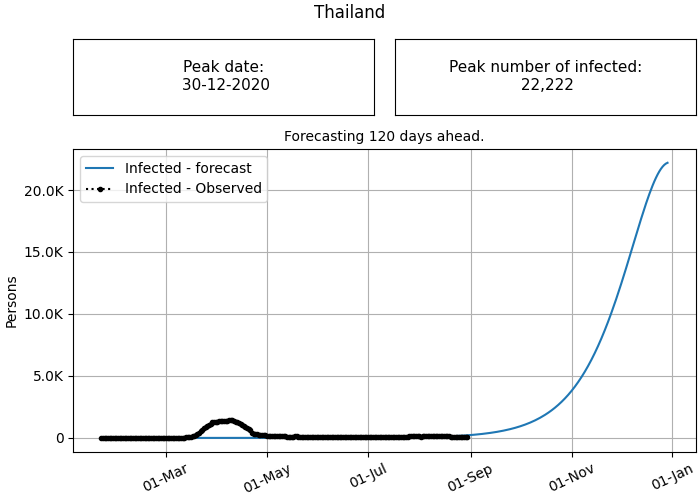 Thailand
Peak date:
30-12-2020
Peak number of infected:
22,222
Forecasting 120 days ahead.
Infected - forecast
Infected - Observed
20.0K
15.0K
10.0K
5.0K
0
Persons
01-Mar
01-May
01-Jul
01-Sep
01-Nov
01-Jan